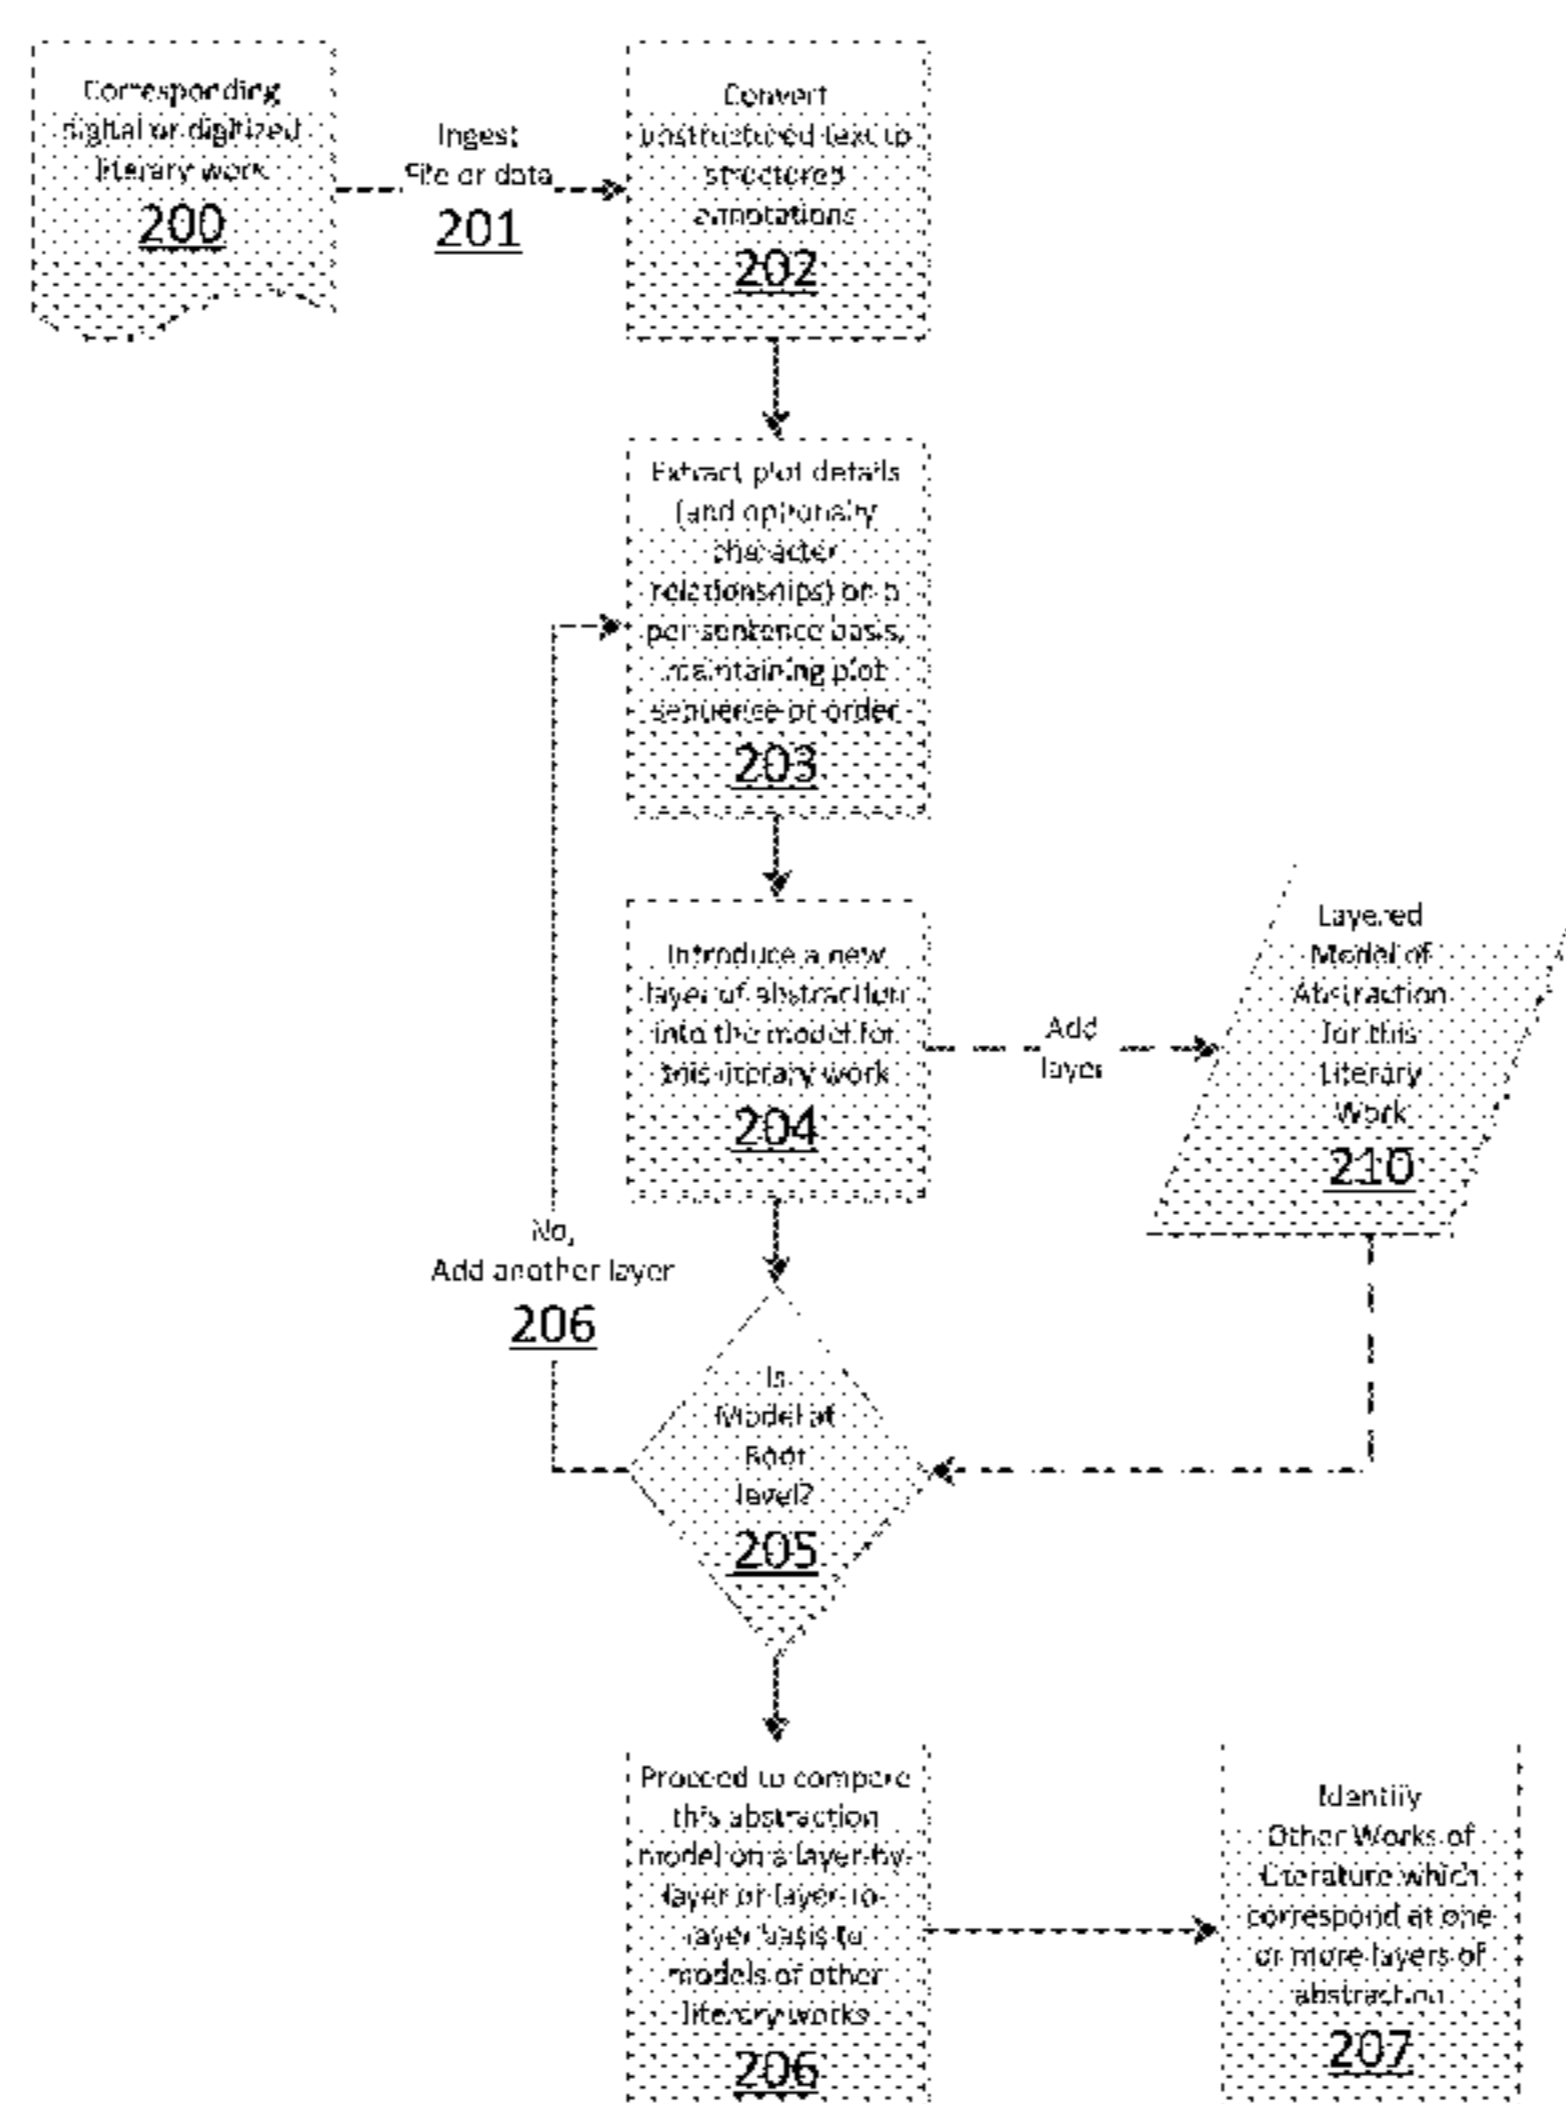 Corresponding
digital or digitized
literary work
200
Ingest
File or data
201
Convert
unstructured text to
structured
annotations
202
Extract plot details
(and optionally
character
relationships) on a
per-sentence basis,
maintaining plot
sequence or order
203
Introduce a new
layer of abstraction
into the model for
this literary work
204
Add
layer
Layered
Model of
Abstraction
for this
Literary
Work
210
No,
Add another layer
206
Is
Model at
Root
level?
205
Proceed to compare
this abstraction
model on a layer-by-
layer or layer-to-
layer basis to
models of other
literary works
206
Identify
Other Works of
Literature which
correspond at one
or more layers of
abstraction
207